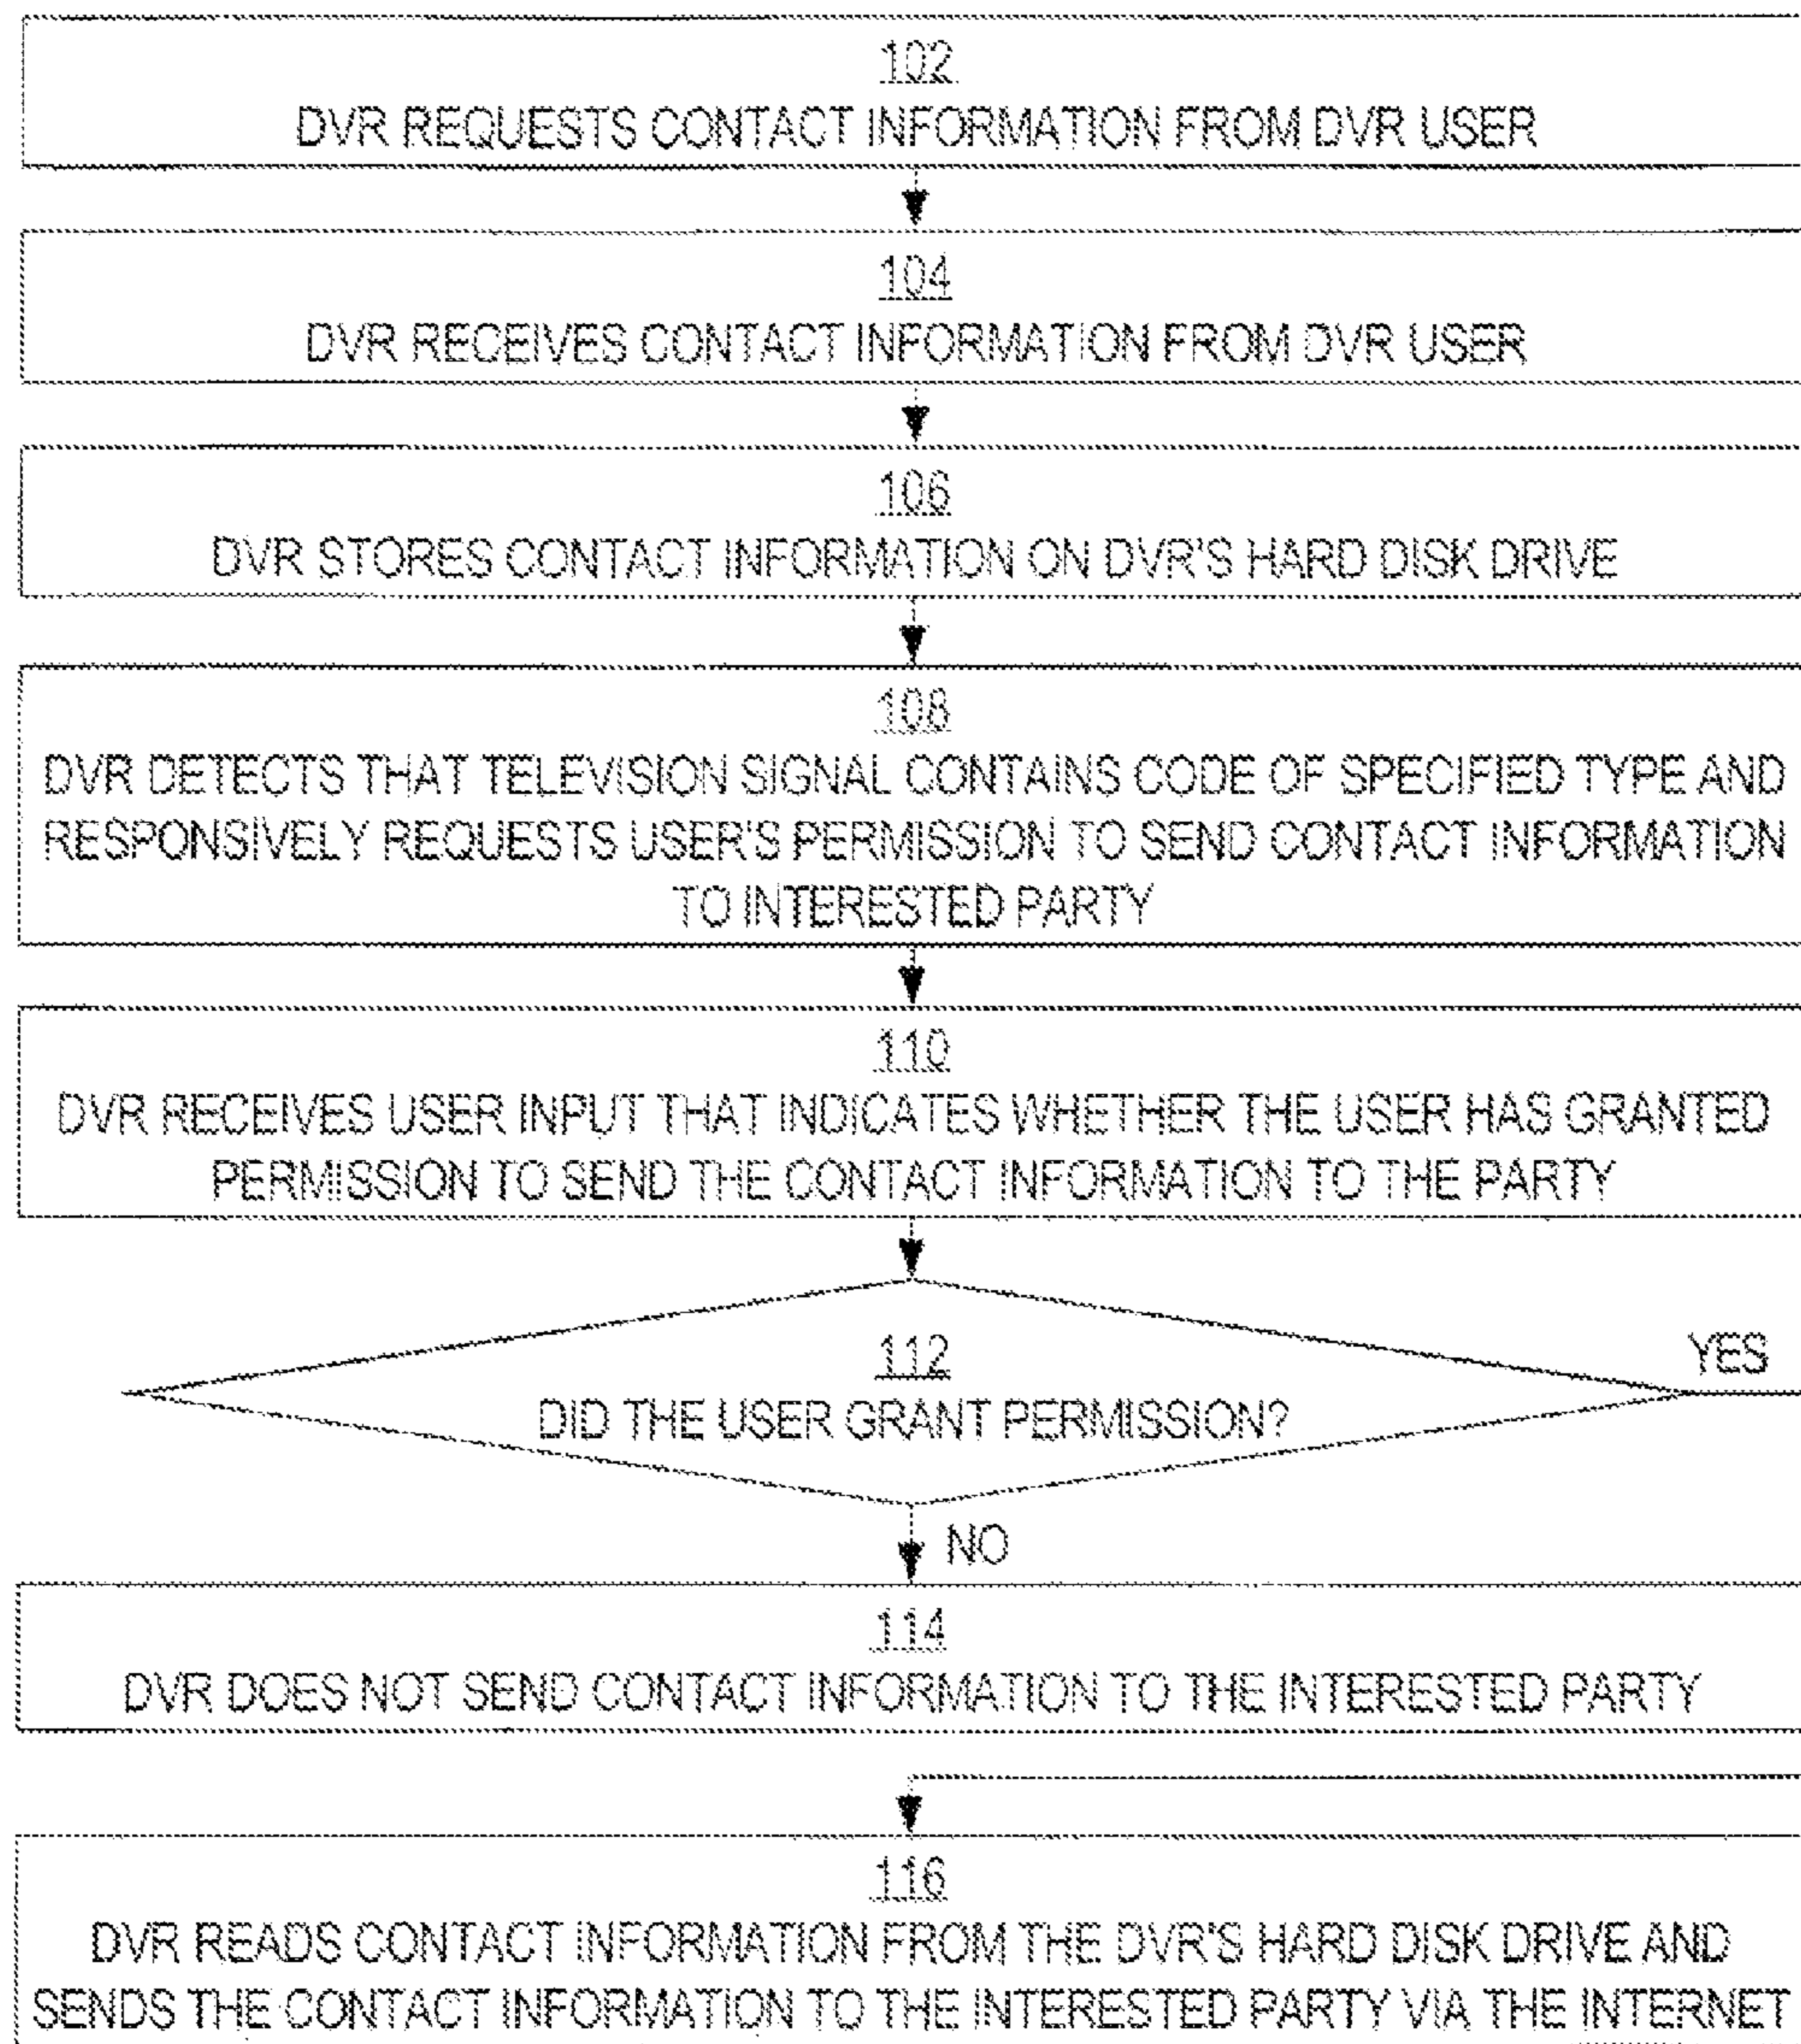 102
DVR REQUESTS CONTACT INFORMATION FROM DVR USER
104
DVR RECEIVES CONTACT INFORMATION FROM DVR USER
106
DVR STORES CONTACT INFORMATION ON DVR'S HARD DISK DRIVE
108
DVR DETECTS THAT TELEVISION SIGNAL CONTAINS CODE OF SPECIFIED TYPE AND
RESPONSIVELY REQUESTS USER'S PERMISSION TO SEND CONTACT INFORMATION
TO INTERESTED PARTY
110
DVR RECEIVES USER INPUT THAT INDICATES WHETHER THE USER HAS GRANTED
PERMISSION TO SEND THE CONTACT INFORMATION TO THE PARTY
112
DID THE USER GRANT PERMISSION?
YES
NO
114
DVR DOES NOT SEND CONTACT INFORMATION TO THE INTERESTED PARTY
116
DVR READS CONTACT INFORMATION FROM THE DVR'S HARD DISK DRIVE AND
SENDS THE CONTACT INFORMATION TO THE INTERESTED PARTY VIA THE INTERNET